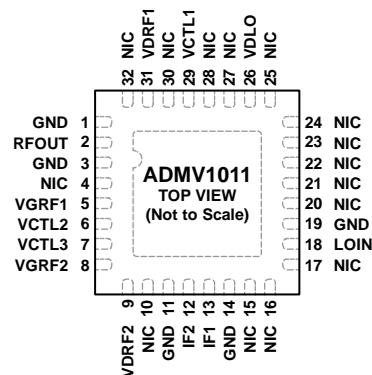 32 NIC
31 VDRF1
30 NIC
29 VCTL1
28 NIC
27 NIC
26 VDLO
25 NIC
GND 1
RFOUT 2
GND 3
NIC 4
VGRF1 5
VCTL2 6
VCTL3 7
VGRF2 8
ADMV1011
TOP VIEW
(Not to Scale)
24 NIC
23 NIC
22 NIC
21 NIC
20 NIC
19 GND
18 LOIN
17 NIC
VDRF2 9
NIC 10
GND 11
IF2 12
IF1 13
GND 14
NIC 15
NIC 16